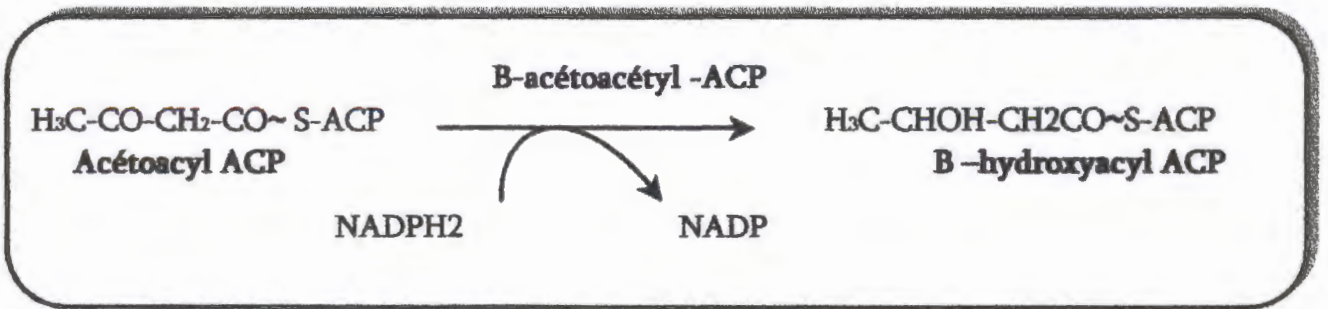 B-acétoacétyl -ACP
H₃C-CO-CH₂-CO~ S-ACP
H₃C-CHOH-CH2CO~S-ACP
Acétoacyl ACP
B –hydroxyacyl ACP
NADPH2
NADP